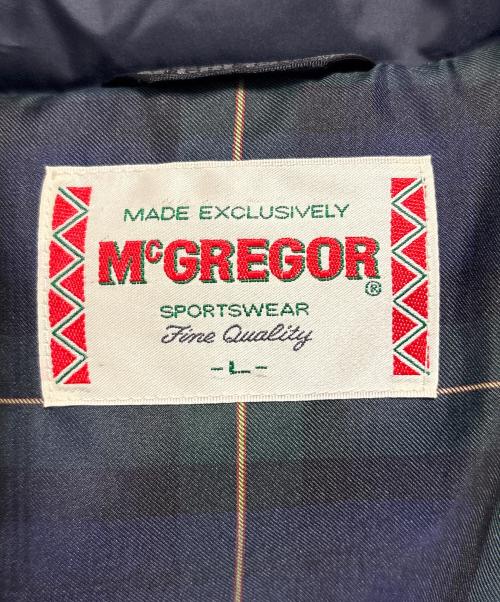 MADE EXCLUSIVELY
McGREGOR®
SPORTSWEAR
Fine Quality
- L -